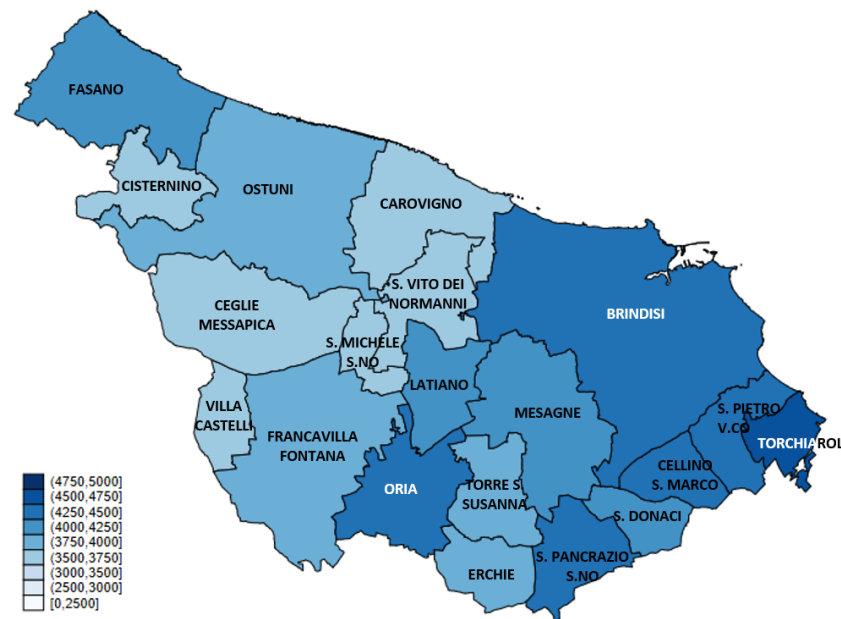 FASANO
CISTERNINO
OSTUNI
CAROVIGNO
S. VITO DEI
NORMANNI
CEGLIE
MESSAPICA
S. MICHELE
S.NO
BRINDISI
LATIANO
VILLA
CASTELLI
MESAGNE
S. PIETRO
V.CO
TORCHIAROL
FRANCAVILLA
FONTANA
CELLINO
S. MARCO
ORIA
TORRE S.
SUSANNA
S. DONACI
S. PANCRAZIO
S.NO
ERCHIE
(4750,5000]
(4500,4750]
(4250,4500]
(4000,4250]
(3750,4000]
(3500,3750]
(3000,3500]
(2500,3000]
[0,2500]